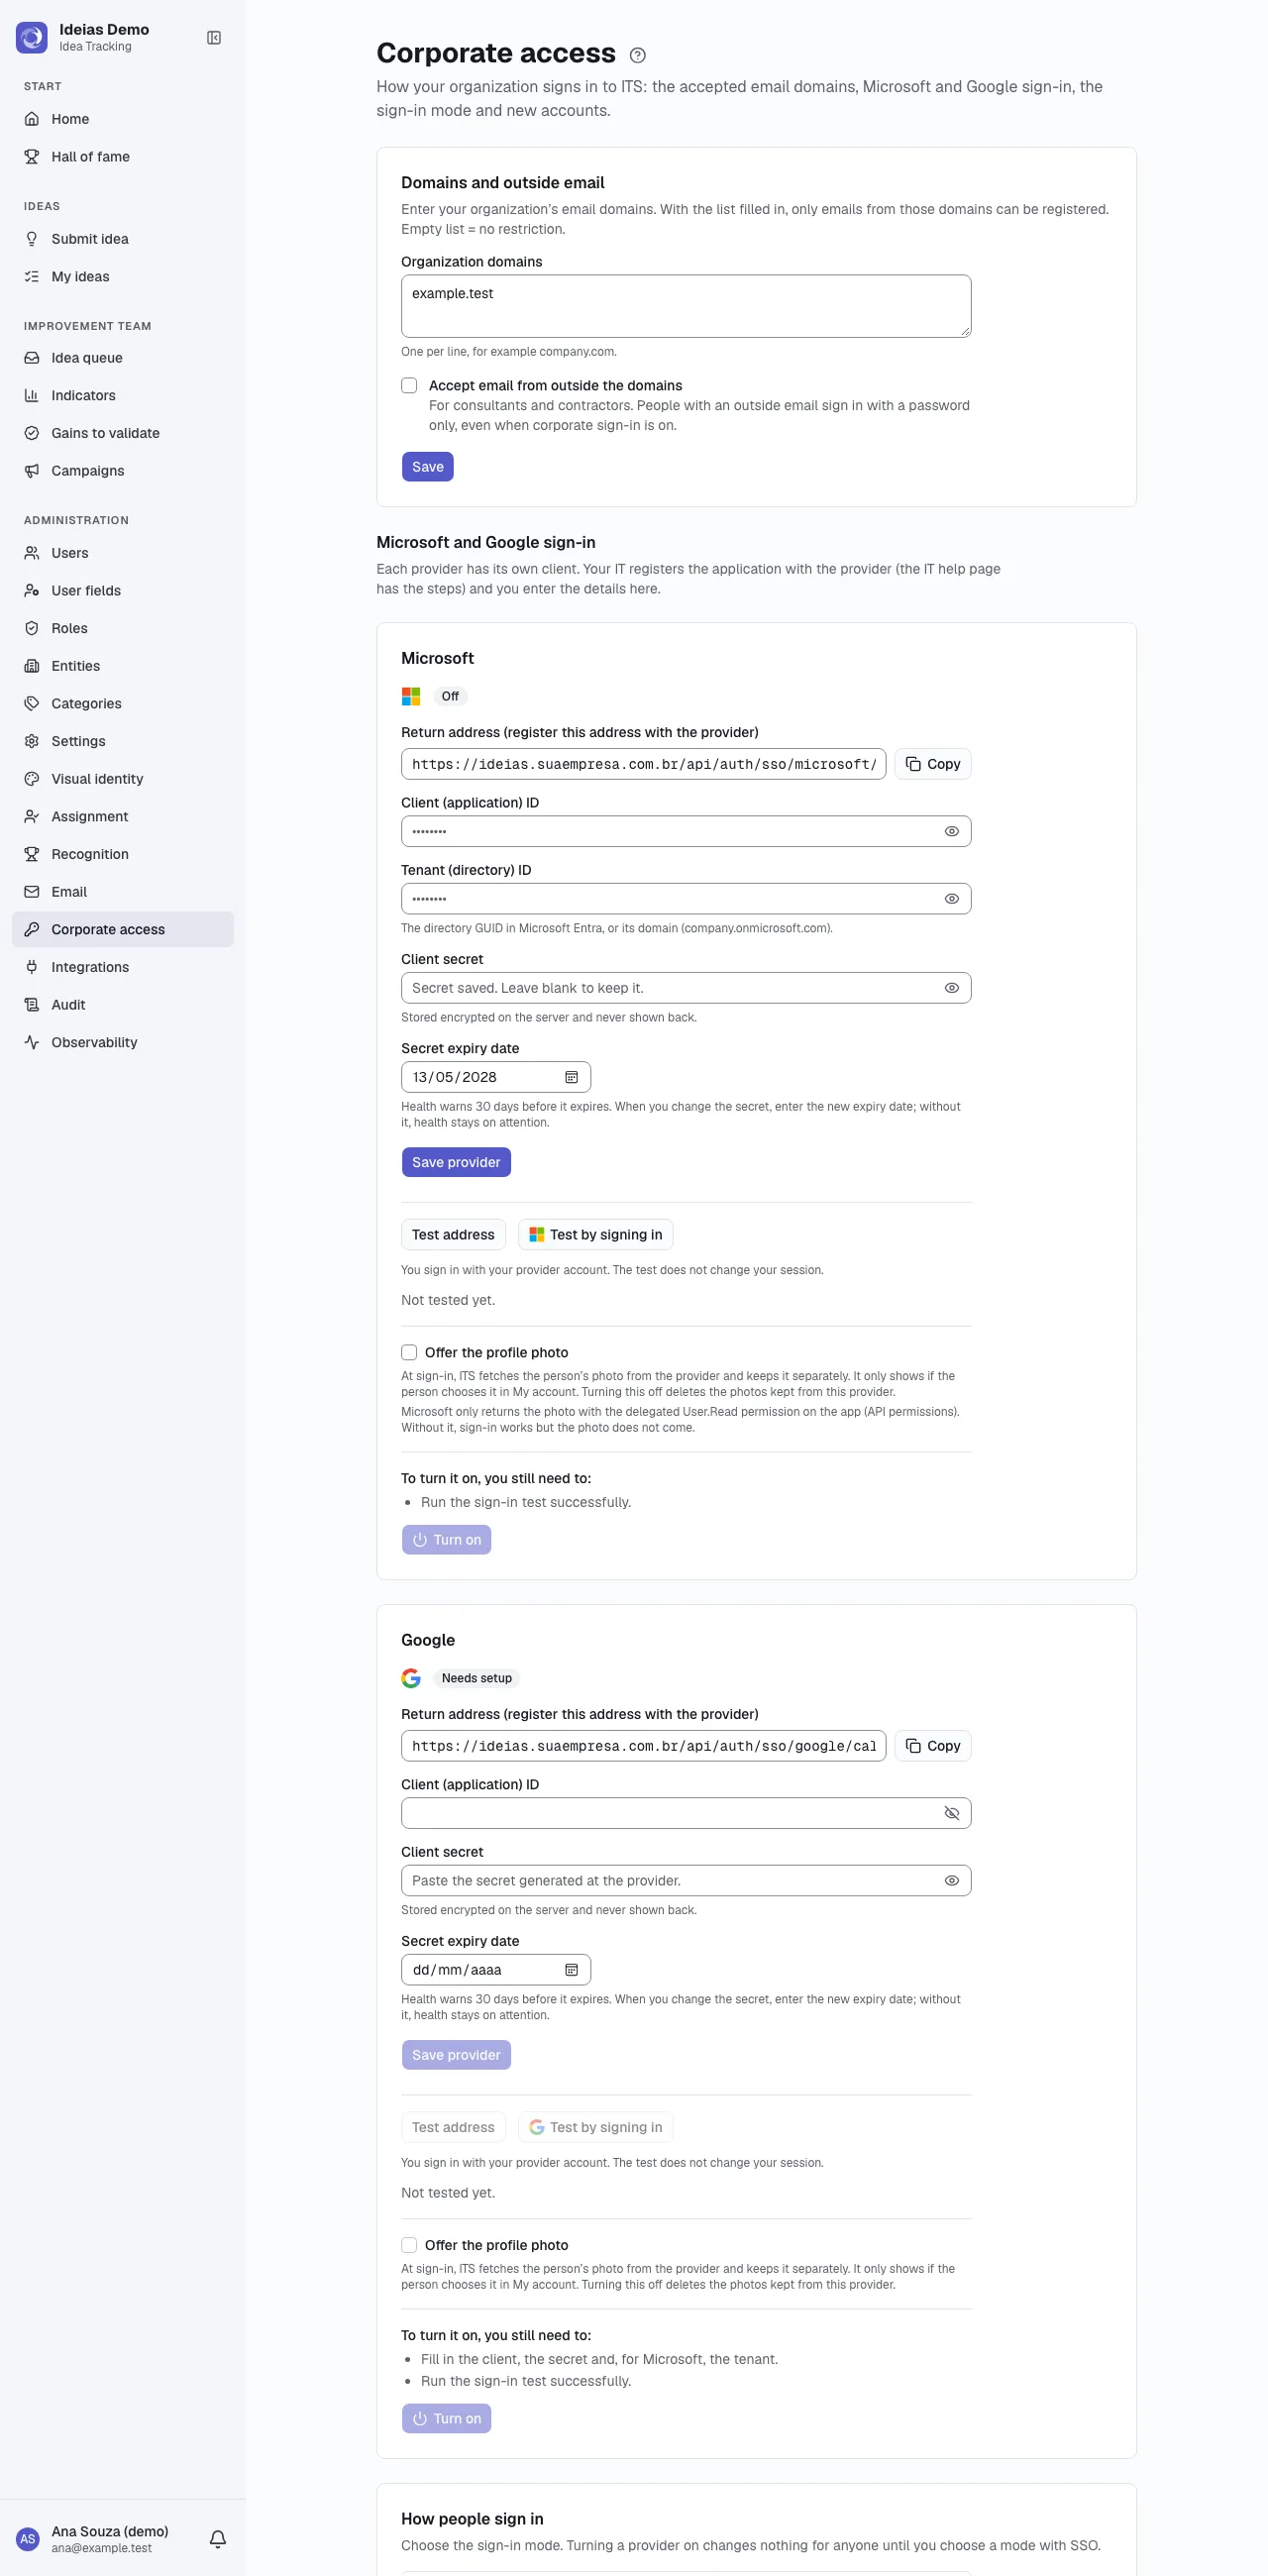 Ideias Demo
Idea Tracking
START
Home
Hall of fame
IDEAS
Submit idea
My ideas
IMPROVEMENT TEAM
Idea queue
Indicators
Gains to validate
Campaigns
ADMINISTRATION
Users
User fields
Roles
Entities
Categories
Settings
Visual identity
Assignment
Recognition
Email
Corporate access
Integrations
Audit
Observability
AS
Ana Souza (demo)
ana@example.test
Corporate access
How your organization signs in to ITS: the accepted email domains, Microsoft and Google sign-in, the
sign-in mode and new accounts.
Domains and outside email
Enter your organization’s email domains. With the list filled in, only emails from those domains can be registered.
Empty list = no restriction.
Organization domains
example.test
One per line, for example company.com.
Accept email from outside the domains
For consultants and contractors. People with an outside email sign in with a password
only, even when corporate sign-in is on.
Save
Microsoft and Google sign-in
Each provider has its own client. Your IT registers the application with the provider (the IT help page
has the steps) and you enter the details here.
Microsoft
Off
Return address (register this address with the provider)
https://ideias.suaempresa.com.br/api/auth/sso/microsoft/
Copy
Client (application) ID
••••••••
Tenant (directory) ID
••••••••
The directory GUID in Microsoft Entra, or its domain (company.onmicrosoft.com).
Client secret
Secret saved. Leave blank to keep it.
Stored encrypted on the server and never shown back.
Secret expiry date
13/05/2028
Health warns 30 days before it expires. When you change the secret, enter the new expiry date; without
it, health stays on attention.
Save provider
Test address
Test by signing in
You sign in with your provider account. The test does not change your session.
Not tested yet.
Offer the profile photo
At sign-in, ITS fetches the person’s photo from the provider and keeps it separately. It only shows if the
person chooses it in My account. Turning this off deletes the photos kept from this provider.
Microsoft only returns the photo with the delegated User.Read permission on the app (API permissions).
Without it, sign-in works but the photo does not come.
To turn it on, you still need to:
• Run the sign-in test successfully.
Turn on
Google
Needs setup
Return address (register this address with the provider)
https://ideias.suaempresa.com.br/api/auth/sso/google/cal
Copy
Client (application) ID
Client secret
Paste the secret generated at the provider.
Stored encrypted on the server and never shown back.
Secret expiry date
dd/mm/aaaa
Health warns 30 days before it expires. When you change the secret, enter the new expiry date; without
it, health stays on attention.
Save provider
Test address
Test by signing in
You sign in with your provider account. The test does not change your session.
Not tested yet.
Offer the profile photo
At sign-in, ITS fetches the person’s photo from the provider and keeps it separately. It only shows if the
person chooses it in My account. Turning this off deletes the photos kept from this provider.
To turn it on, you still need to:
• Fill in the client, the secret and, for Microsoft, the tenant.
• Run the sign-in test successfully.
Turn on
How people sign in
Choose the sign-in mode. Turning a provider on changes nothing for anyone until you choose a mode with SSO.